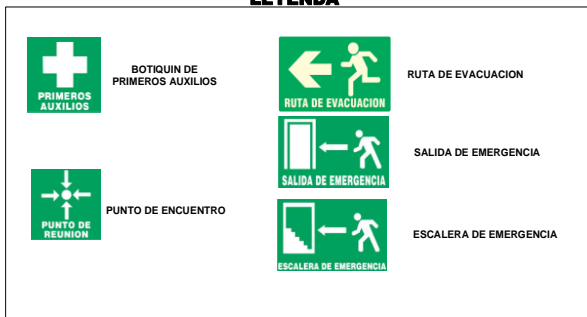 LEYENDA
PRIMEROS
AUXILIOS
BOTIQUIN DE
PRIMEROS AUXILIOS
PUNTO DE
REUNION
PUNTO DE ENCUENTRO
RUTA DE EVACUACION
RUTA DE EVACUACION
SALIDA DE EMERGENCIA
SALIDA DE EMERGENCIA
ESCALERA DE EMERGENCIA
ESCALERA DE EMERGENCIA